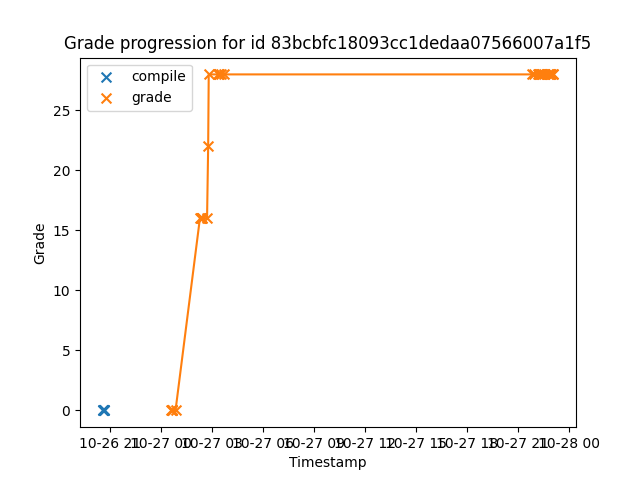 Grade progression for id 83bcbfc18093cc1dedaa07566007a1f5
compile
grade
25
20
15
10
5
0
Grade
10-26 21 10-27 00 10-27 03 10-27 06 10-27 09 10-27 12 10-27 15 10-27 18 10-27 21 10-28 00
Timestamp